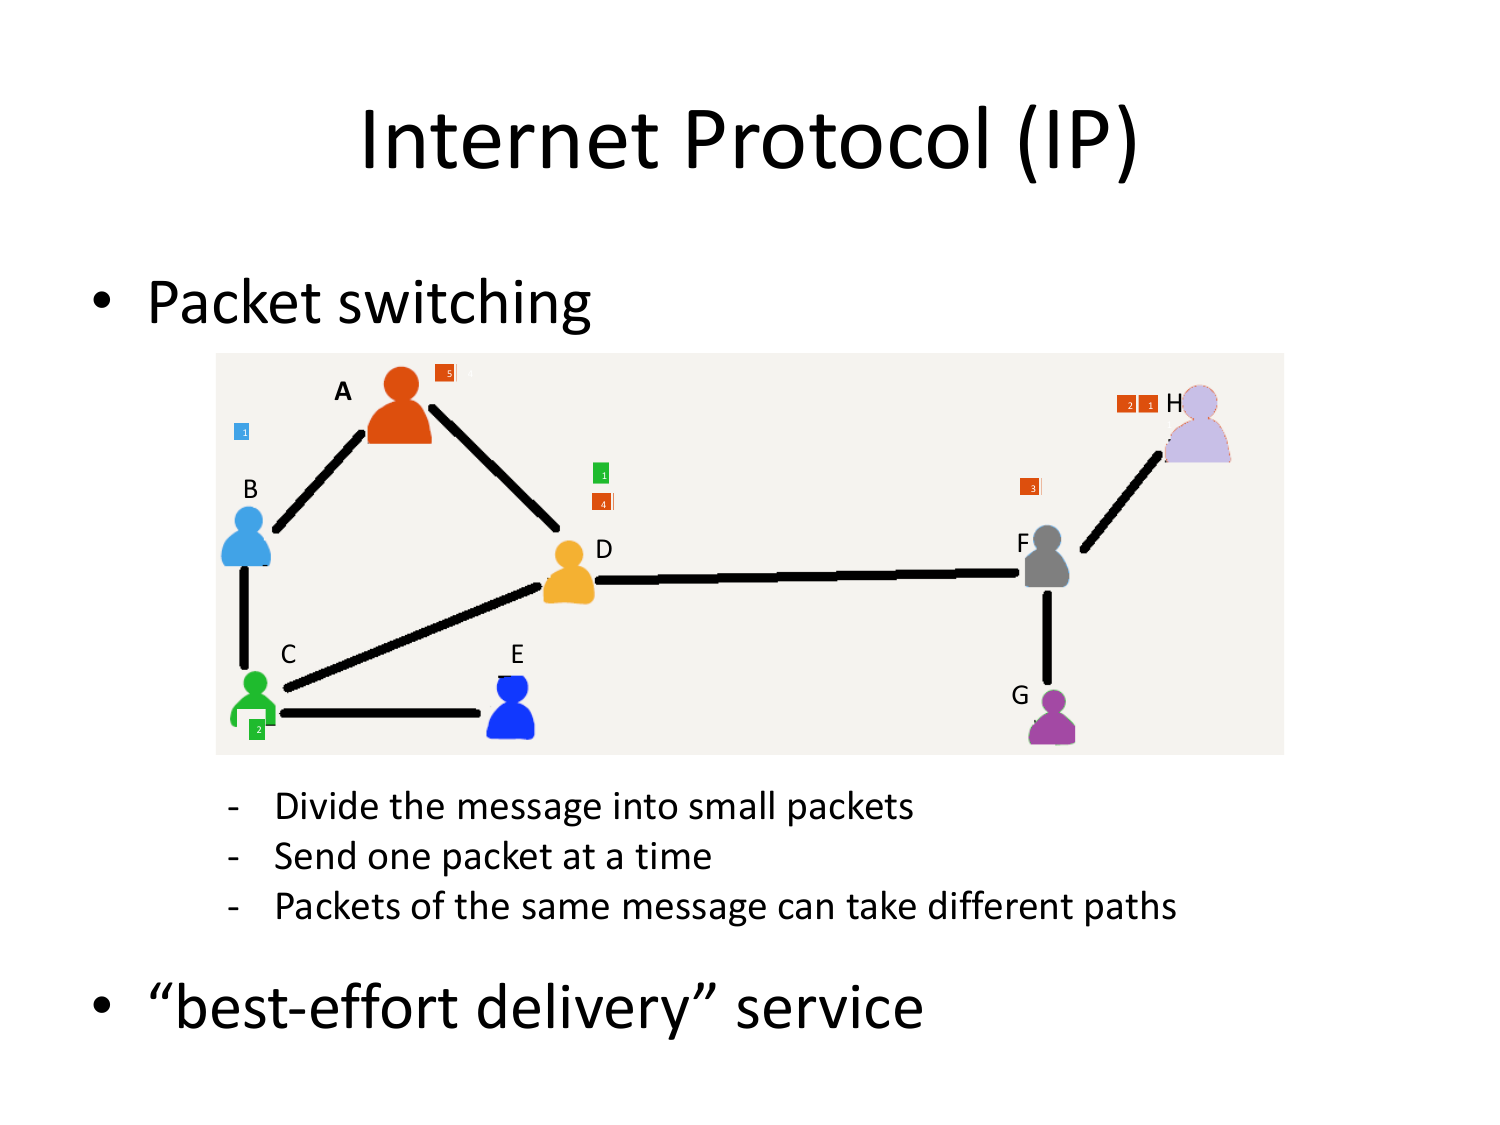 Internet Protocol (IP)
• Packet switching
A
5
1
H
2 1
B
1
4
3
D
F
C
E
G
2
- Divide the message into small packets
- Send one packet at a time
- Packets of the same message can take different paths
• “best-effort delivery” service